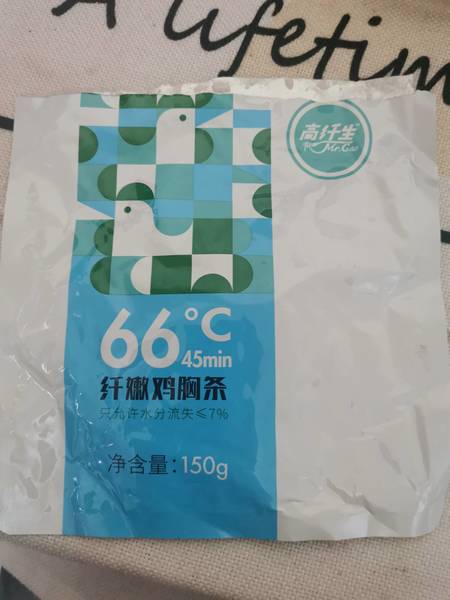 A lifetim
高纤生
Mr.Gao
66°C
45min
纤嫩鸡胸条
只允许水分流失≤7%
净含量:150g